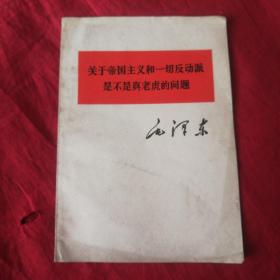 关于帝国主义和一切反动派
是不是真老虎的问题
毛泽东